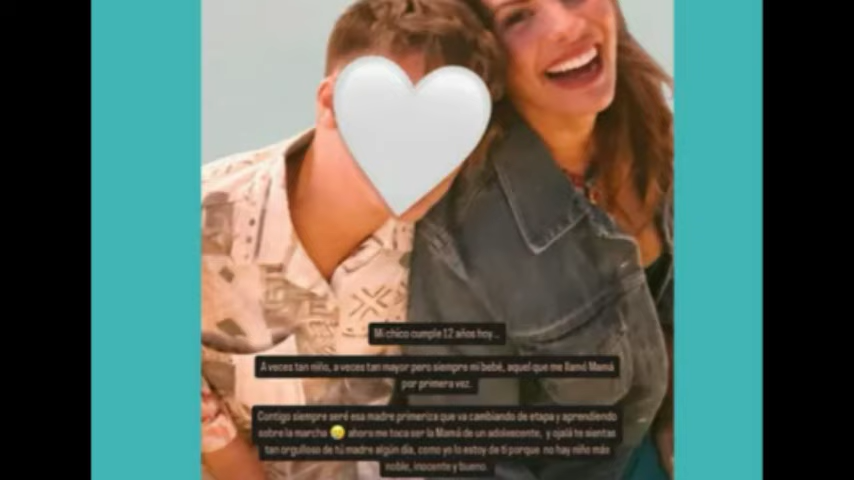 Mi chico cumple 12 años hoy...
A veces tan niño, a veces tan mayor pero siempre mi bebé, aquel que me llamó Mamá
por primera vez.
Contigo siempre seré esa madre primeriza que va cambiando de etapa y aprendiendo
sobre la marcha 🥲 ahora me toca ser la Mamá de un adolescente, y ojalá te sientas
tan orgulloso de tú madre algún día, como yo lo estoy de ti porque no hay niño más
noble, inocente y bueno.